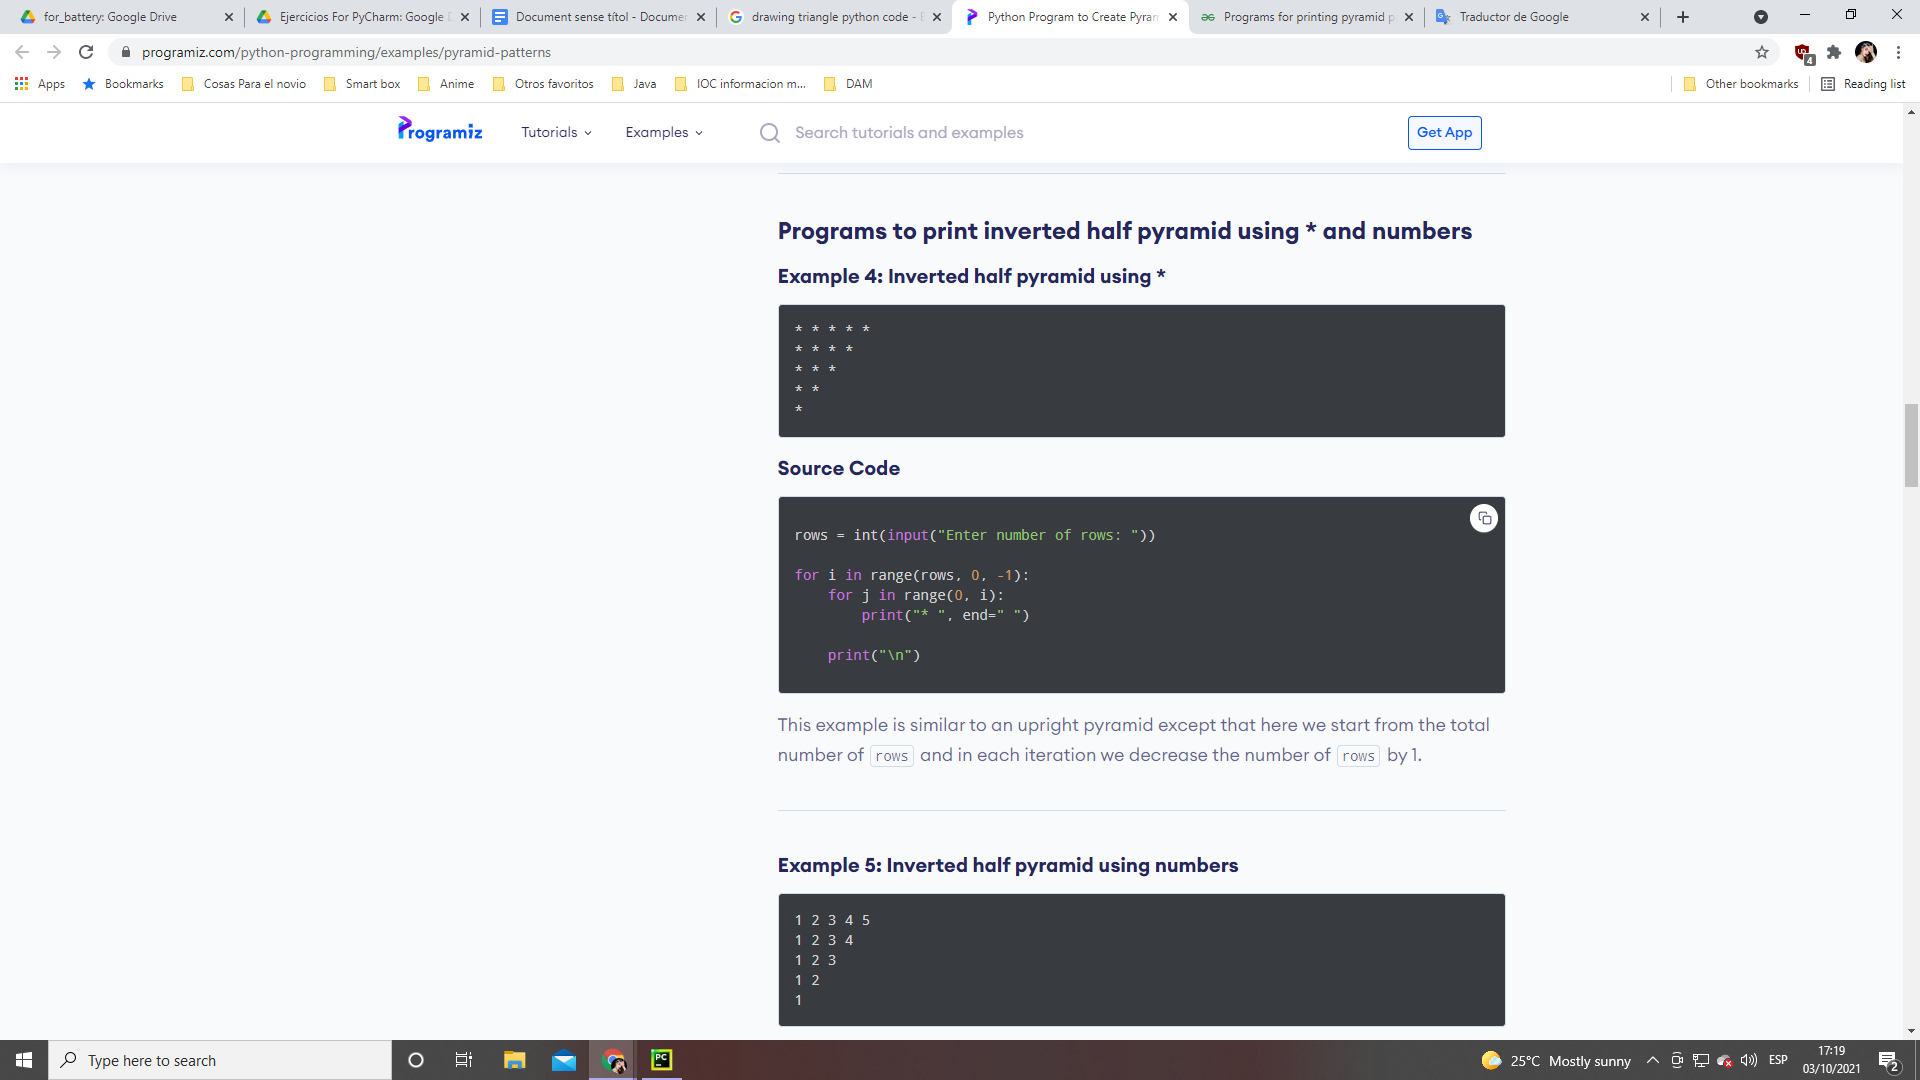 for_battery: Google Drive
Ejercicios For PyCharm: Google D
Document sense títol - Documen
drawing triangle python code - B
Python Program to Create Pyram
Programs for printing pyramid p
Traductor de Google
programiz.com/python-programming/examples/pyramid-patterns
4
Apps
Bookmarks
Cosas Para el novio
Smart box
Anime
Otros favoritos
Java
IOC informacion m...
DAM
Other bookmarks
Reading list
Programiz
Tutorials
Examples
Search tutorials and examples
Get App
Programs to print inverted half pyramid using * and numbers
Example 4: Inverted half pyramid using *
* * * * *
* * * *
* * *
* *
*
Source Code
rows = int(input("Enter number of rows: "))
for i in range(rows, 0, -1):
    for j in range(0, i):
        print("* ", end=" ")
    print("\n")
This example is similar to an upright pyramid except that here we start from the total
number of rows and in each iteration we decrease the number of rows by 1.
Example 5: Inverted half pyramid using numbers
1 2 3 4 5
1 2 3 4
1 2 3
1 2
1
Type here to search
PC
25°C Mostly sunny
ESP
17:19
03/10/2021
2